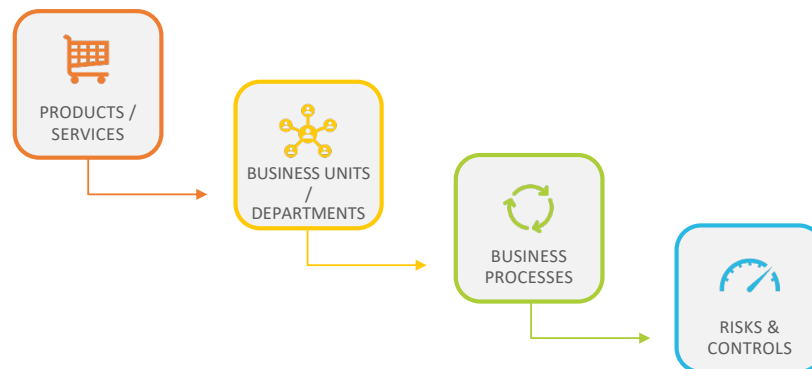 PRODUCTS /
SERVICES
BUSINESS UNITS
/
DEPARTMENTS
BUSINESS
PROCESSES
RISKS &
CONTROLS